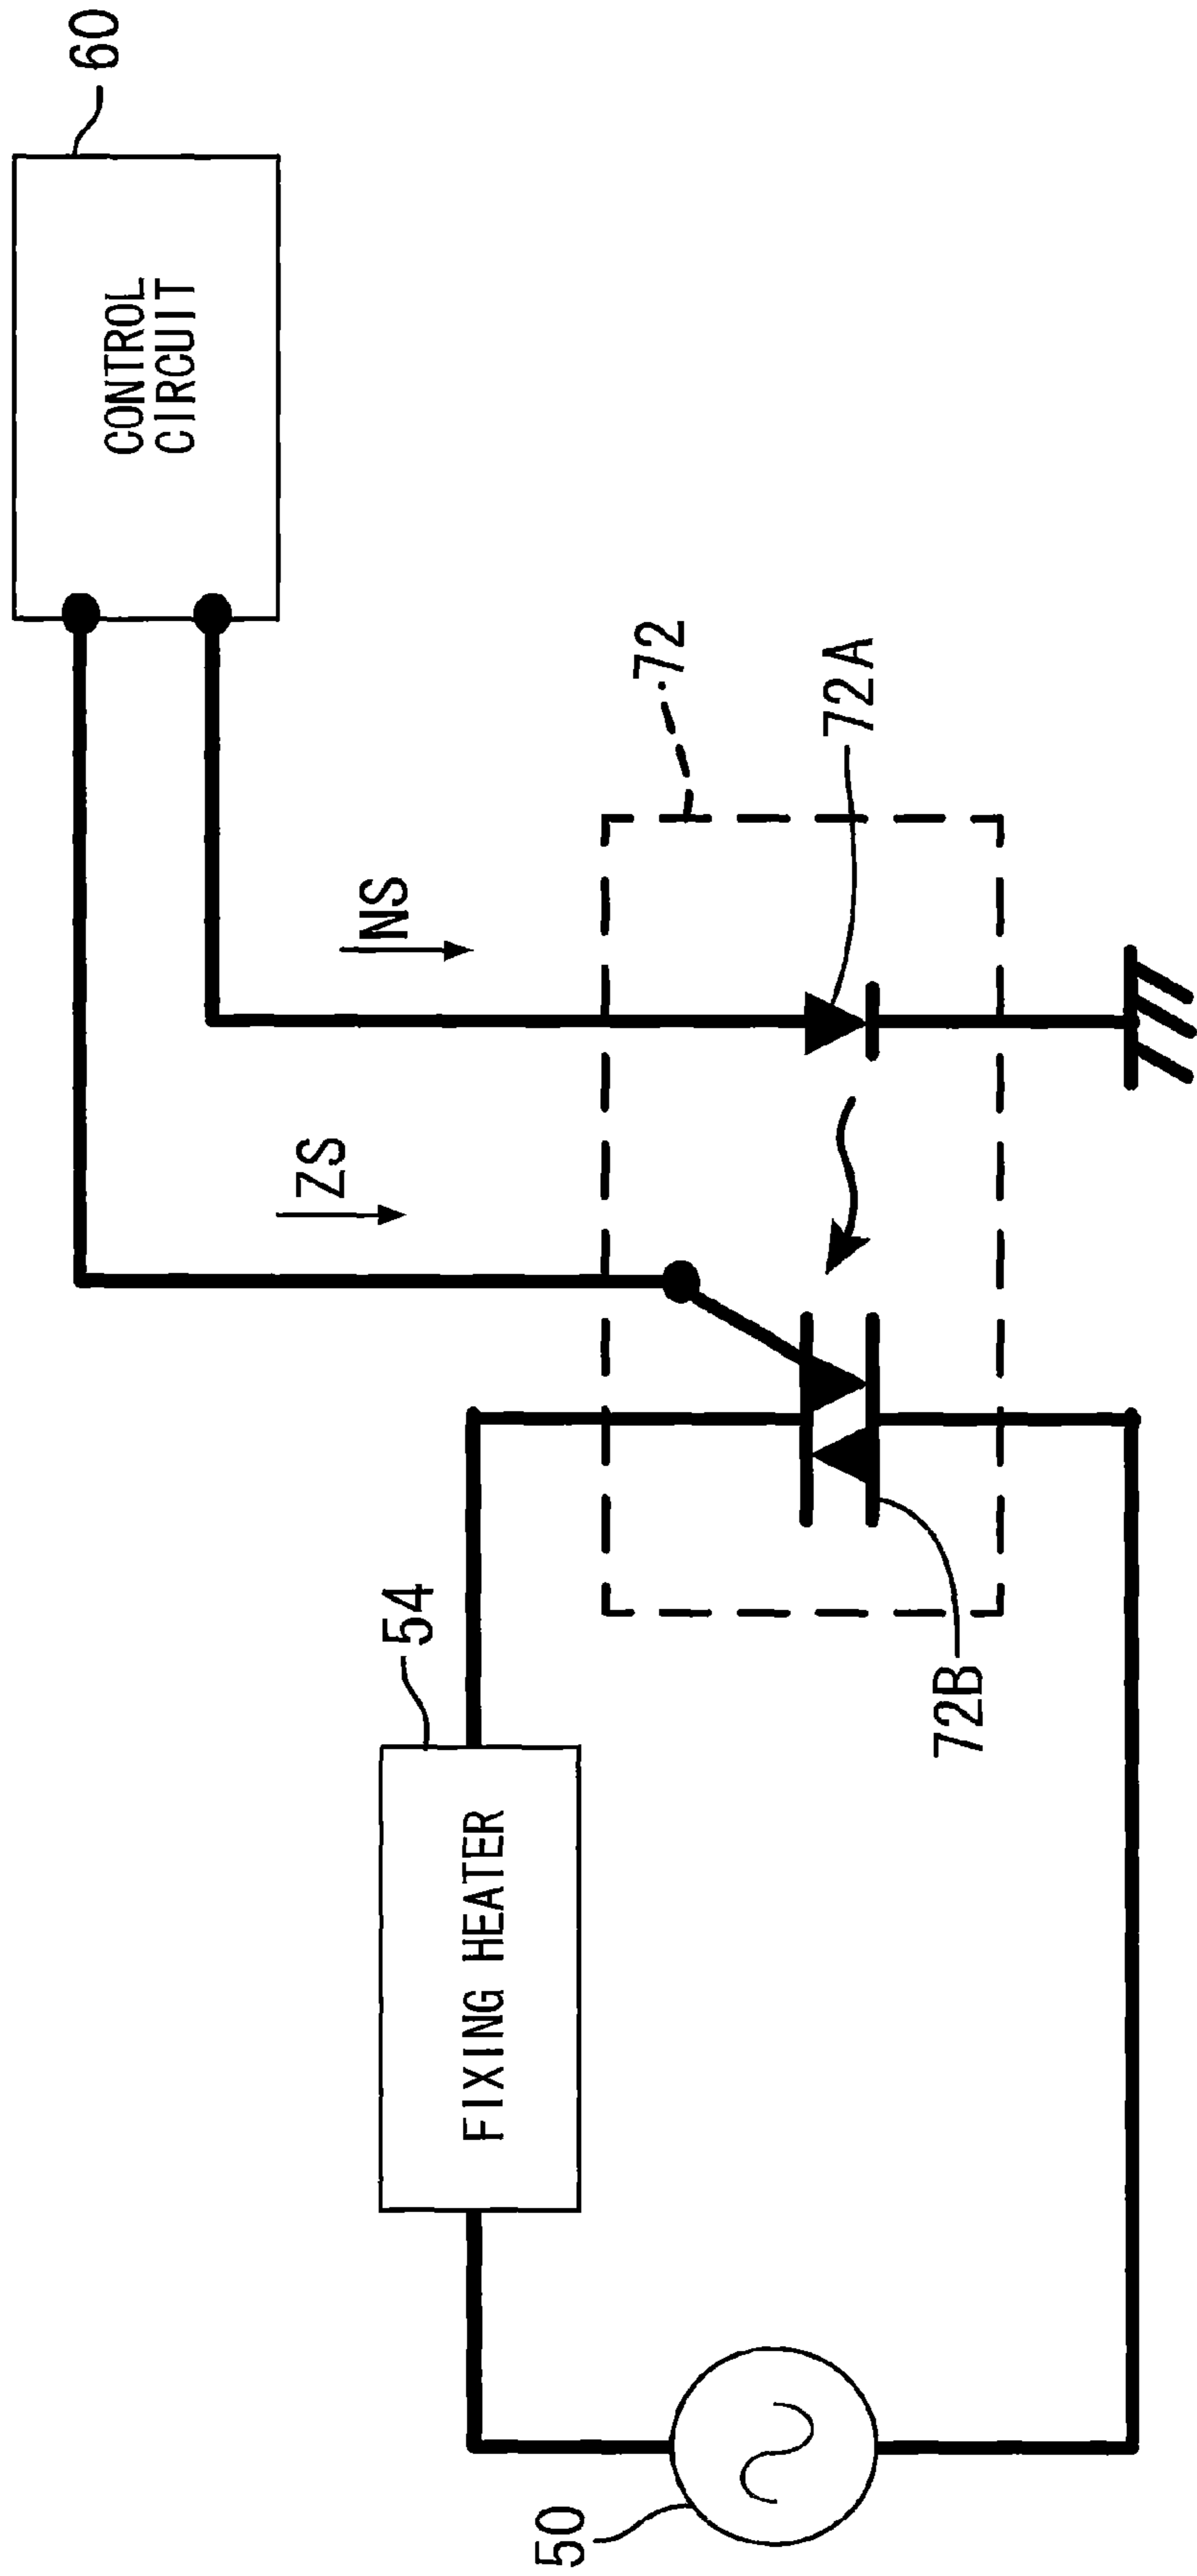 60
CONTROL
CIRCUIT
NS
72
72A
ZS
54
FIXING HEATER
72B
50